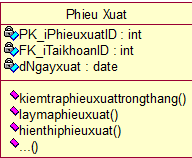 Phieu Xuat
PK_iPhieuxuatID : int
FK_iTaikhoanID : int
dNgayxuat : date
kiemtraphieuxuattrongthang()
laymaphieuxuat()
hienthiphieuxuat()
...()